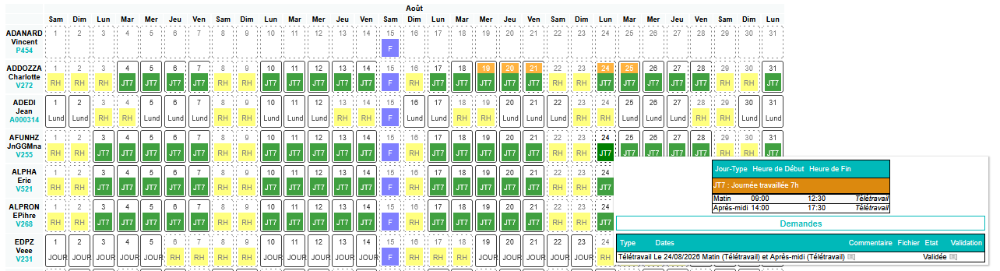 Août
Sam Dim Lun Mar Mer Jeu Ven Sam Dim Lun Mar Mer Jeu Ven Sam Dim Lun Mar Mer Jeu Ven Sam Dim Lun Mar Mer Jeu Ven Sam Dim Lun
ADANARD 1 2 3 4 5 6 7 8 9 10 11 12 13 14 15 16 17 18 19 20 21 22 23 24 25 26 27 28 29 30 31
Vincent
P454 F
ADDOZZA 1 2 3 4 5 6 7 8 9 10 11 12 13 14 15 16 17 18 19 20 21 22 23 24 25 26 27 28 29 30 31
Charlotte RH RH RH JT7 JT7 JT7 JT7 RH RH JT7 JT7 JT7 JT7 JT7 F RH JT7 JT7 JT7 JT7 JT7 RH RH JT7 JT7 JT7 JT7 JT7 RH RH JT7
V272
ADEDI 1 2 3 4 5 6 7 8 9 10 11 12 13 14 15 16 17 18 19 20 21 22 23 24 25 26 27 28 29 30 31
Jean Lund Lund RH RH Lund Lund Lund RH RH Lund Lund Lund RH RH F Lund Lund RH RH Lund Lund Lund RH RH Lund Lund Lund RH RH Lund Lund
A000314
AFUNHZ 1 2 3 4 5 6 7 8 9 10 11 12 13 14 15 16 17 18 19 20 21 22 23 24 25 26 27 28 29 30 31
JnGGMna RH RH JT7 JT7 JT7 JT7 JT7 RH RH JT7 JT7 JT7 JT7 JT7 F RH JT7 JT7 JT7 JT7 JT7 RH RH JT7 JT7 JT7 JT7 JT7 RH RH JT7
V255
ALPHA 1 2 3 4 5 6 7 8 9 10 11 12 13 14 15 16 17 18 19 20 21 22 23 24
Eric RH RH JT7 JT7 JT7 JT7 JT7 RH RH JT7 JT7 JT7 JT7 JT7 F RH JT7 JT7 JT7 JT7 JT7 RH RH JT7
V521
ALPRON 1 2 3 4 5 6 7 8 9 10 11 12 13 14 15 16 17 18 19 20 21 22 23 24
EPihre RH RH JT7 JT7 JT7 JT7 JT7 RH RH JT7 JT7 JT7 JT7 JT7 F RH JT7 JT7 JT7 JT7 JT7 RH RH JT7
V268
EDPZ 1 2 3 4 5 6 7 8 9 10 11 12 13 14 15 16 17 18 19 20 21 22 23 24
Veee JOUR JOUR JOUR JOUR JOUR RH RH RH RH JOUR JOUR JOUR JOUR JOUR F RH RH RH JOUR JOUR JOUR JOUR JOUR RH
V231
Jour-Type Heure de Début Heure de Fin
JT7 : Journée travaillée 7h
Matin 09:00 12:30 Télétravail
Après-midi 14:00 17:30 Télétravail
Demandes
Type Dates Commentaire Fichier Etat Validation
Télétravail Le 24/08/2026 Matin (Télétravail) et Après-midi (Télétravail) Validée